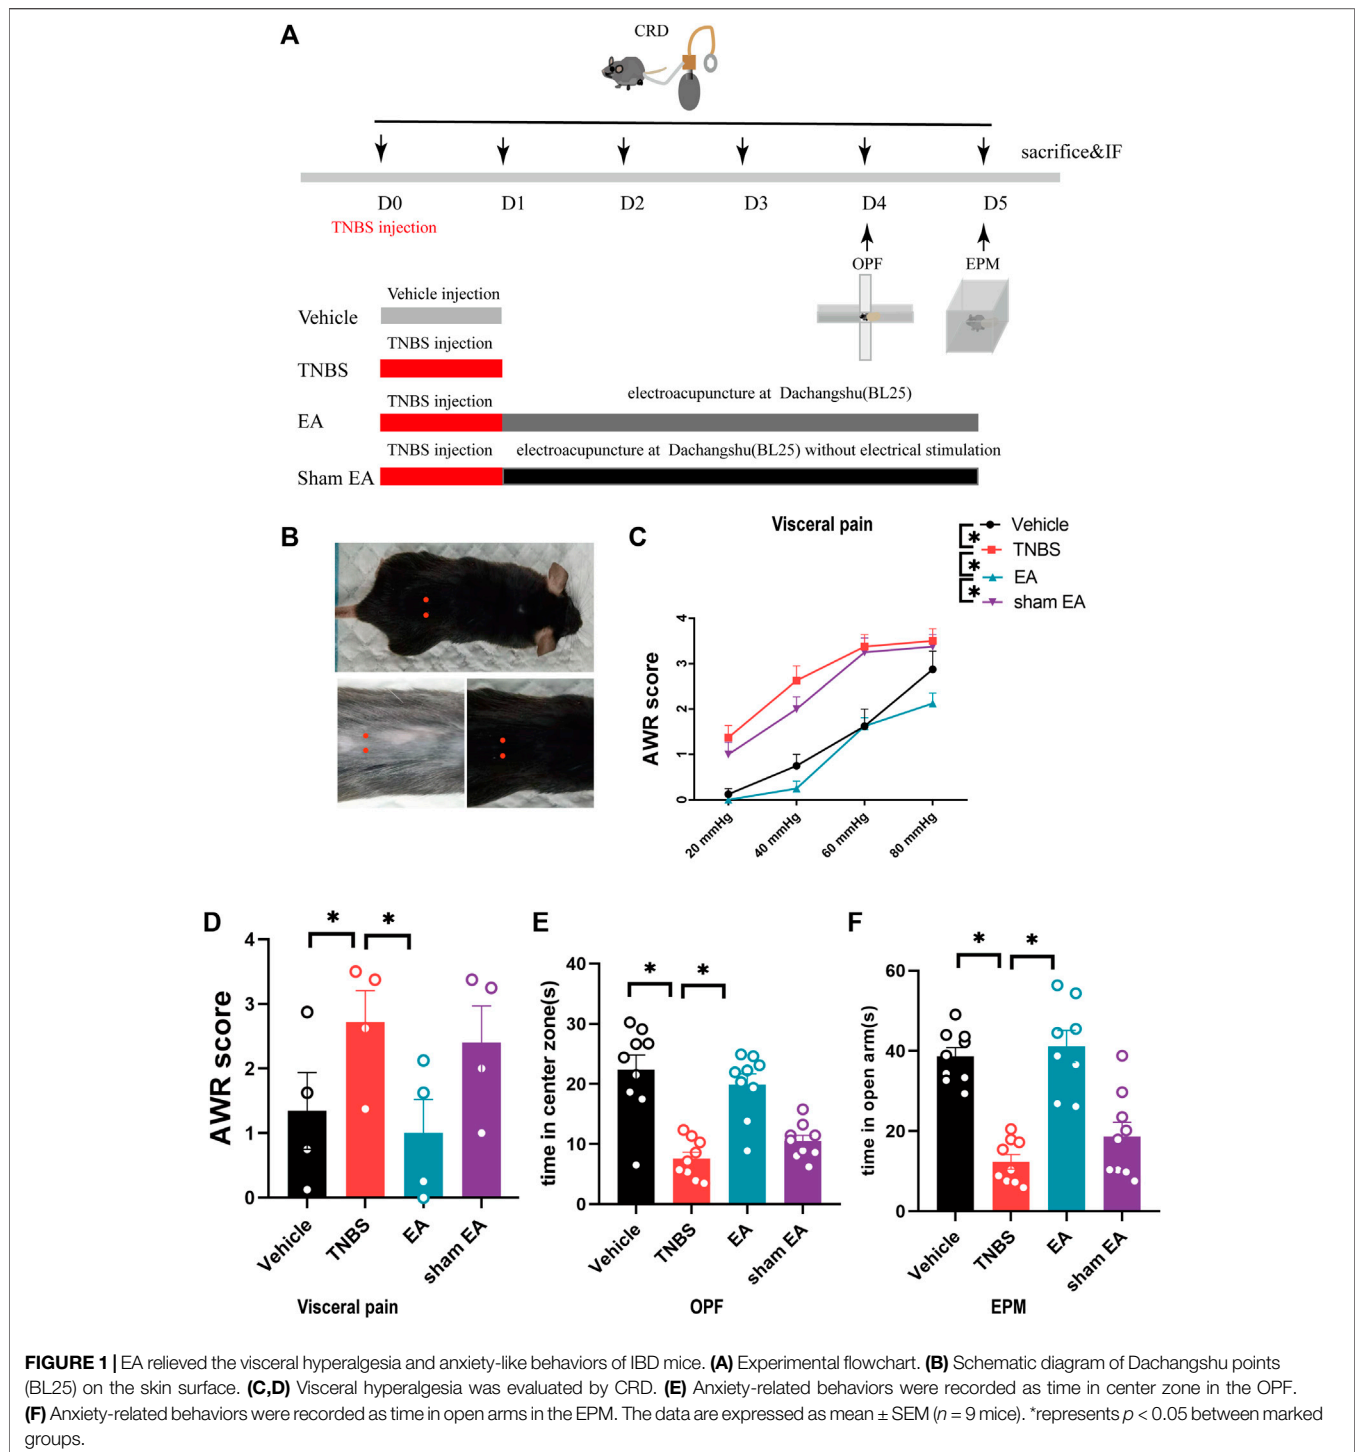 A
CRD
sacrifice&IF
D0 D1 D2 D3 D4 D5
TNBS injection
OPF EPM
Vehicle injection
Vehicle
TNBS injection
TNBS
electroacupuncture at Dachangshu(BL25)
TNBS injection
EA
TNBS injection electroacupuncture at Dachangshu(BL25) without electrical stimulation
Sham EA
B
C
Visceral pain
Vehicle
*
TNBS
*
EA
*
sham EA
AWR score
4
3
2
1
0
20 mmHg 40 mmHg 60 mmHg 80 mmHg
D
* *
AWR score
4
3
2
1
0
Vehicle TNBS EA sham EA
Visceral pain
E
* *
time in center zone(s)
40
30
20
10
0
Vehicle TNBS EA sham EA
OPF
F
* *
time in open arm(s)
60
40
20
0
Vehicle TNBS EA sham EA
EPM
FIGURE 1 | EA relieved the visceral hyperalgesia and anxiety-like behaviors of IBD mice. (A) Experimental flowchart. (B) Schematic diagram of Dachangshu points
(BL25) on the skin surface. (C,D) Visceral hyperalgesia was evaluated by CRD. (E) Anxiety-related behaviors were recorded as time in center zone in the OPF.
(F) Anxiety-related behaviors were recorded as time in open arms in the EPM. The data are expressed as mean ± SEM (n = 9 mice). *represents p < 0.05 between marked
groups.